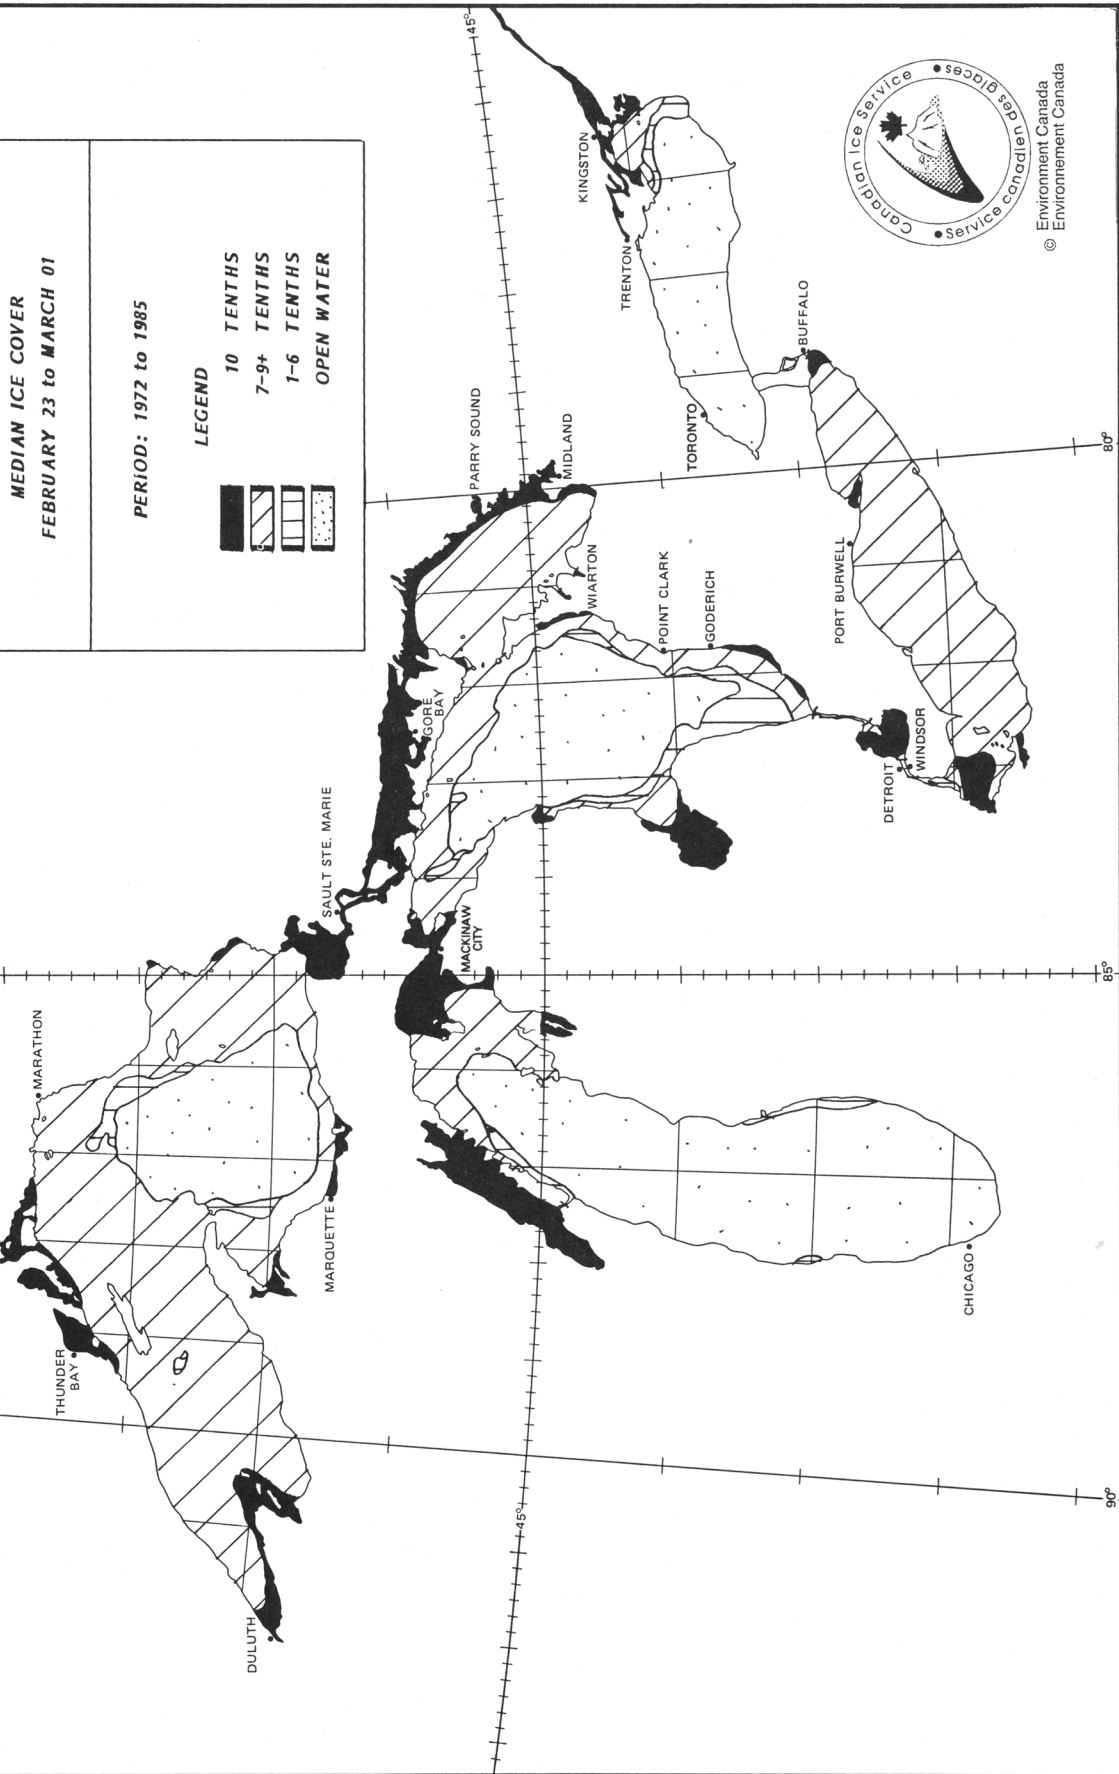 MEDIAN ICE COVER
FEBRUARY 23 to MARCH 01
PERIOD: 1972 to 1985
LEGEND
10 TENTHS
7-9+ TENTHS
1-6 TENTHS
OPEN WATER
Canadian Ice Service
Service canadien des glaces
© Environment Canada
Environnement Canada
THUNDER
BAY
MARATHON
DULUTH
MARQUETTE
SAULT STE. MARIE
MACKINAW
CITY
GORE
BAY
PARRY SOUND
MIDLAND
WIARTON
POINT CLARK
GODERICH
KINGSTON
TRENTON
TORONTO
BUFFALO
PORT BURWELL
WINDSOR
DETROIT
CHICAGO
45°
45°
80°
85°
90°